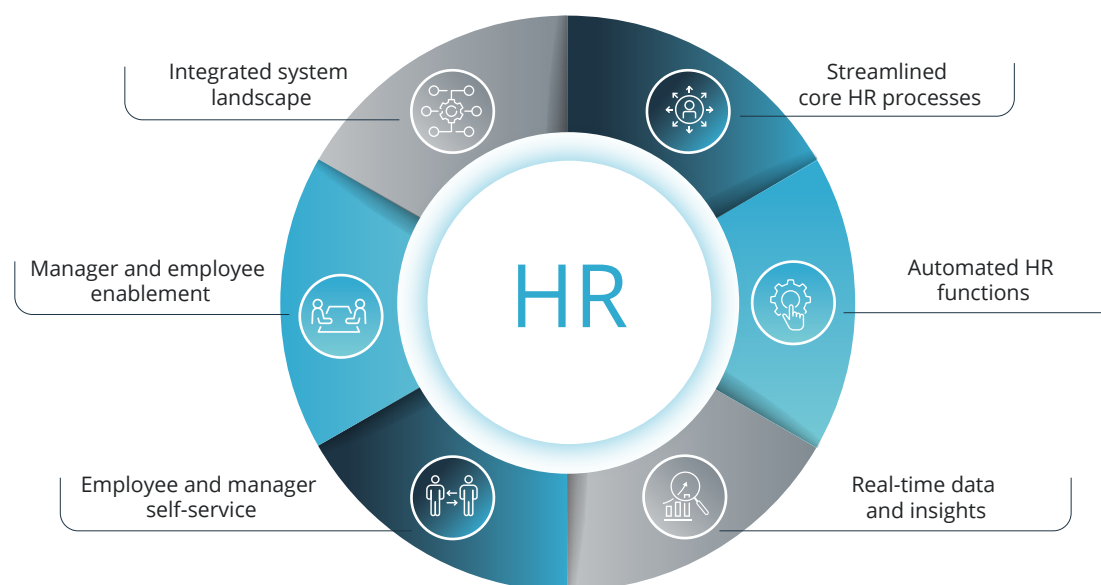 Integrated system
landscape
Streamlined
core HR processes
Manager and employee
enablement
HR
Automated HR
functions
Employee and manager
self-service
Real-time data
and insights